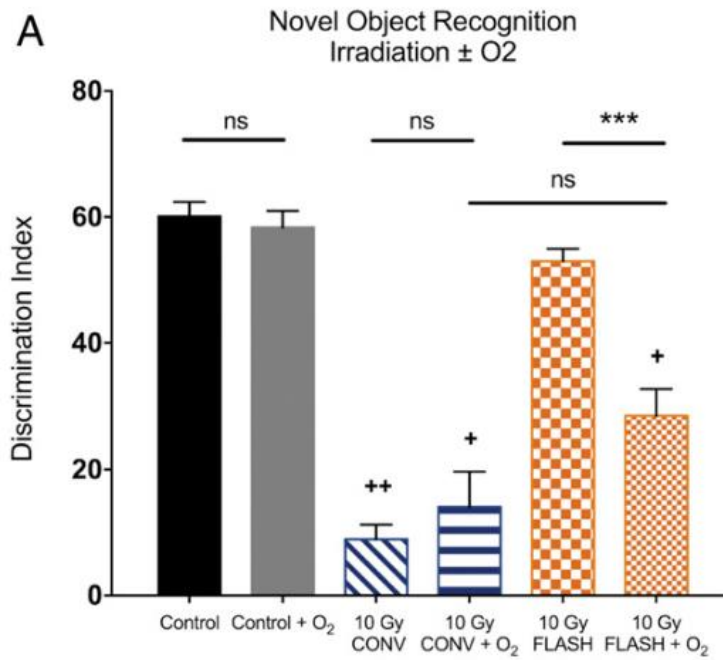 A
Novel Object Recognition
Irradiation ± O2
Discrimination Index
80
60
40
20
0
ns
ns
***
ns
++
+
+
Control
Control + O₂
10 Gy
CONV
10 Gy
CONV + O₂
10 Gy
FLASH
10 Gy
FLASH + O₂